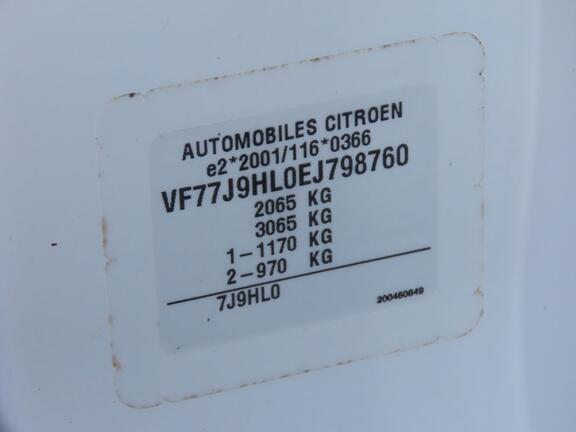 AUTOMOBILES CITROEN
e2*2001/116*0366
VF77J9HL0EJ798760
2065 KG
3065 KG
1-1170 KG
2-970 KG
7J9HL0
200460849